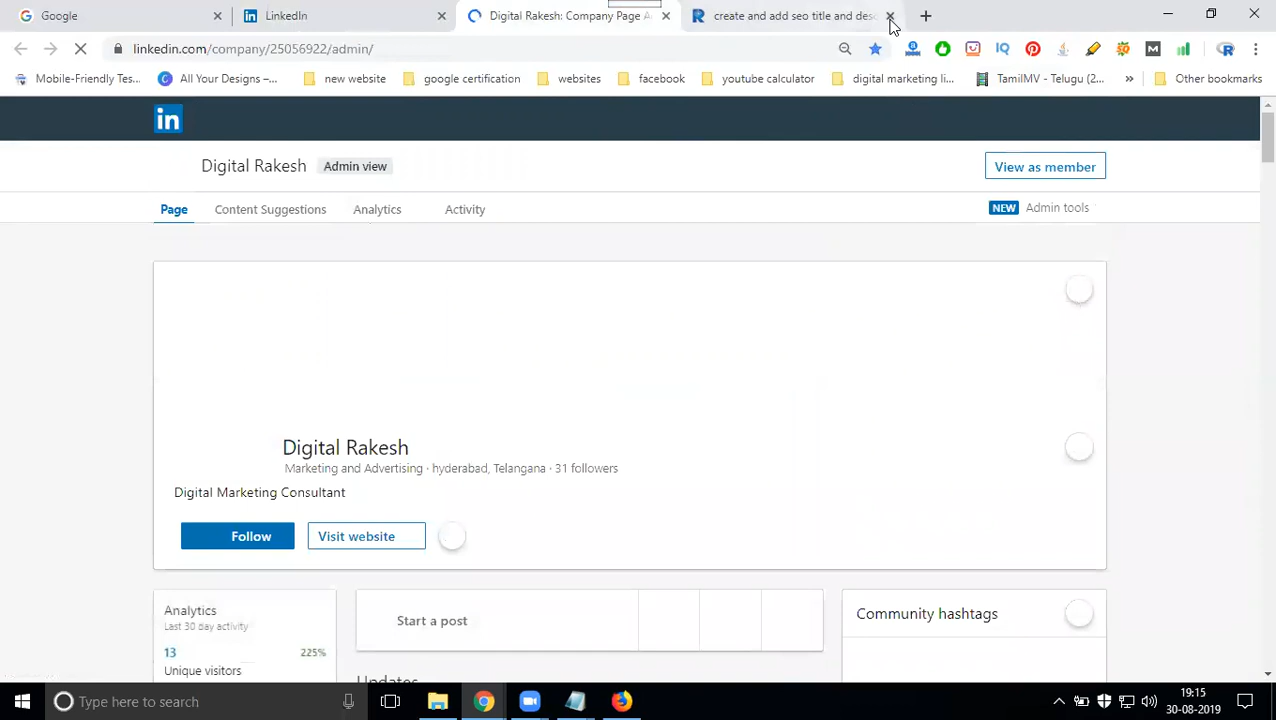 Google
LinkedIn
Digital Rakesh: Company Page A
create and add seo title and desc
linkedin.com/company/25056922/admin/
Mobile-Friendly Tes...
All Your Designs –...
new website
google certification
websites
facebook
youtube calculator
digital marketing li...
TamilMV - Telugu (2...
»
Other bookmarks
in
Digital Rakesh
Admin view
View as member
Page
Content Suggestions
Analytics
Activity
NEW
Admin tools
Digital Rakesh
Marketing and Advertising · hyderabad, Telangana · 31 followers
Digital Marketing Consultant
Follow
Visit website
Analytics
Last 30 day activity
13
225%
Unique visitors
Start a post
Updates
Community hashtags
Type here to search
19:15
30-08-2019